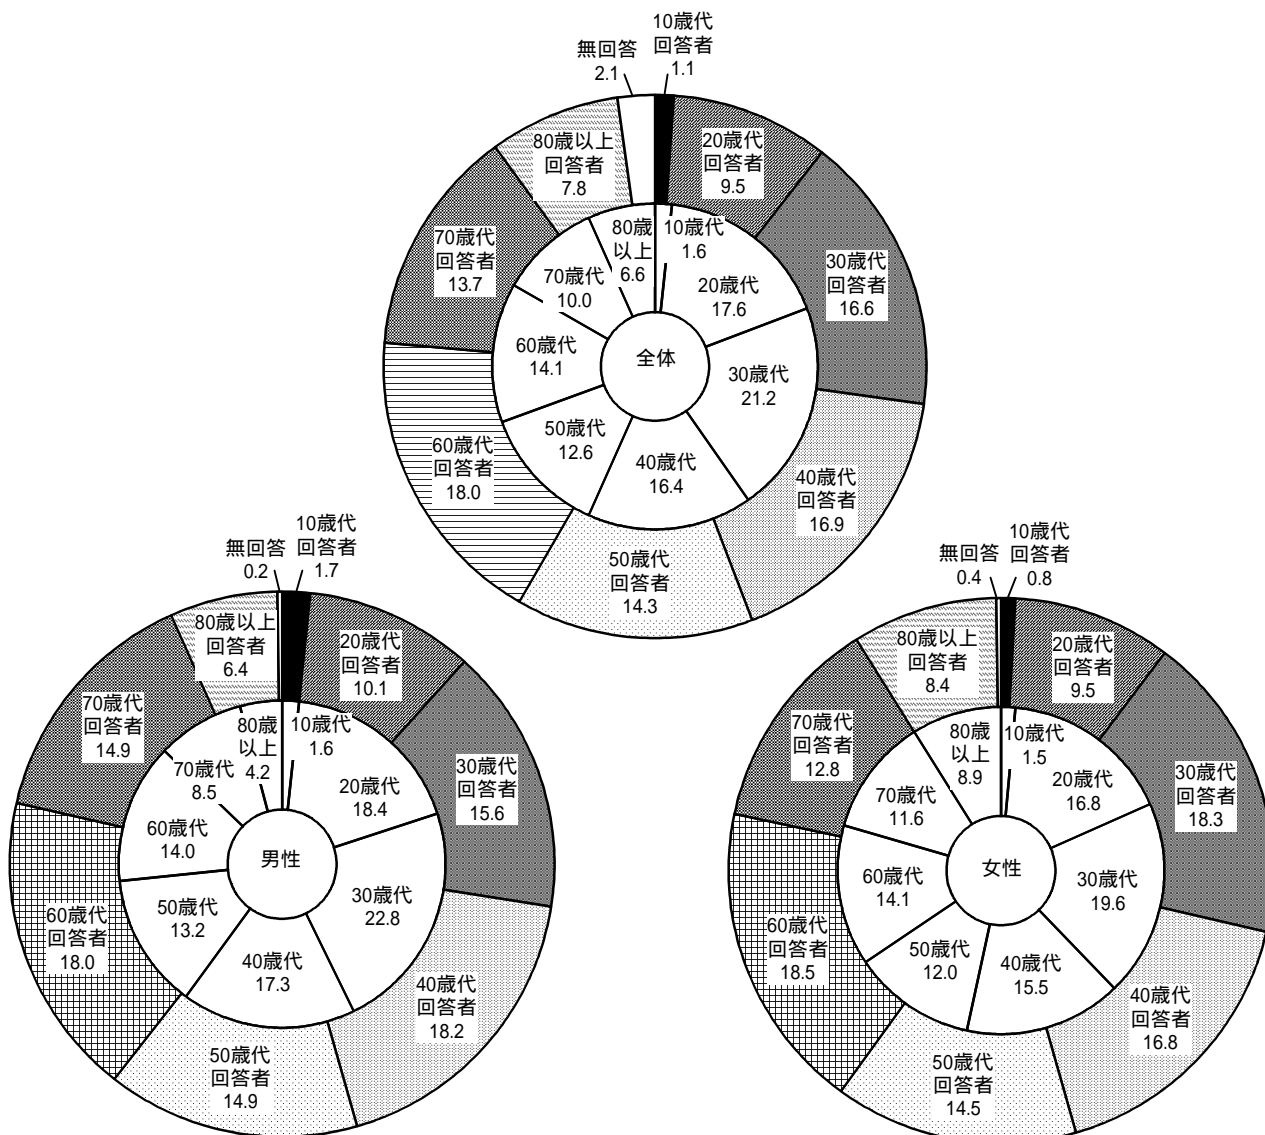 無回答
2.1
10歳代
回答者
1.1
20歳代
回答者
9.5
30歳代
回答者
16.6
40歳代
回答者
16.9
50歳代
回答者
14.3
60歳代
回答者
18.0
70歳代
回答者
13.7
80歳以上
回答者
7.8
10歳代
1.6
20歳代
17.6
30歳代
21.2
40歳代
16.4
50歳代
12.6
60歳代
14.1
70歳代
10.0
80歳
以上
6.6
全体
無回答
0.2
10歳代
回答者
1.7
20歳代
回答者
10.1
30歳代
回答者
15.6
40歳代
回答者
18.2
50歳代
回答者
14.9
60歳代
回答者
18.0
70歳代
回答者
14.9
80歳以上
回答者
6.4
10歳代
1.6
20歳代
18.4
30歳代
22.8
40歳代
17.3
50歳代
13.2
60歳代
14.0
70歳代
8.5
80歳
以上
4.2
男性
無回答
0.4
10歳代
回答者
0.8
20歳代
回答者
9.5
30歳代
回答者
18.3
40歳代
回答者
16.8
50歳代
回答者
14.5
60歳代
回答者
18.5
70歳代
回答者
12.8
80歳以上
回答者
8.4
10歳代
1.5
20歳代
16.8
30歳代
19.6
40歳代
15.5
50歳代
12.0
60歳代
14.1
70歳代
11.6
80歳
以上
8.9
女性